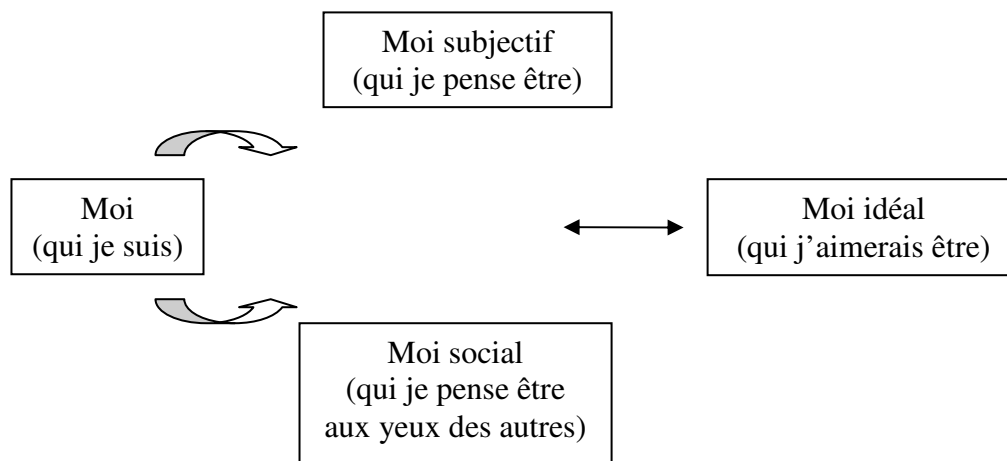 Moi subjectif
(qui je pense être)
Moi
(qui je suis)
Moi idéal
(qui j’aimerais être)
Moi social
(qui je pense être
aux yeux des autres)